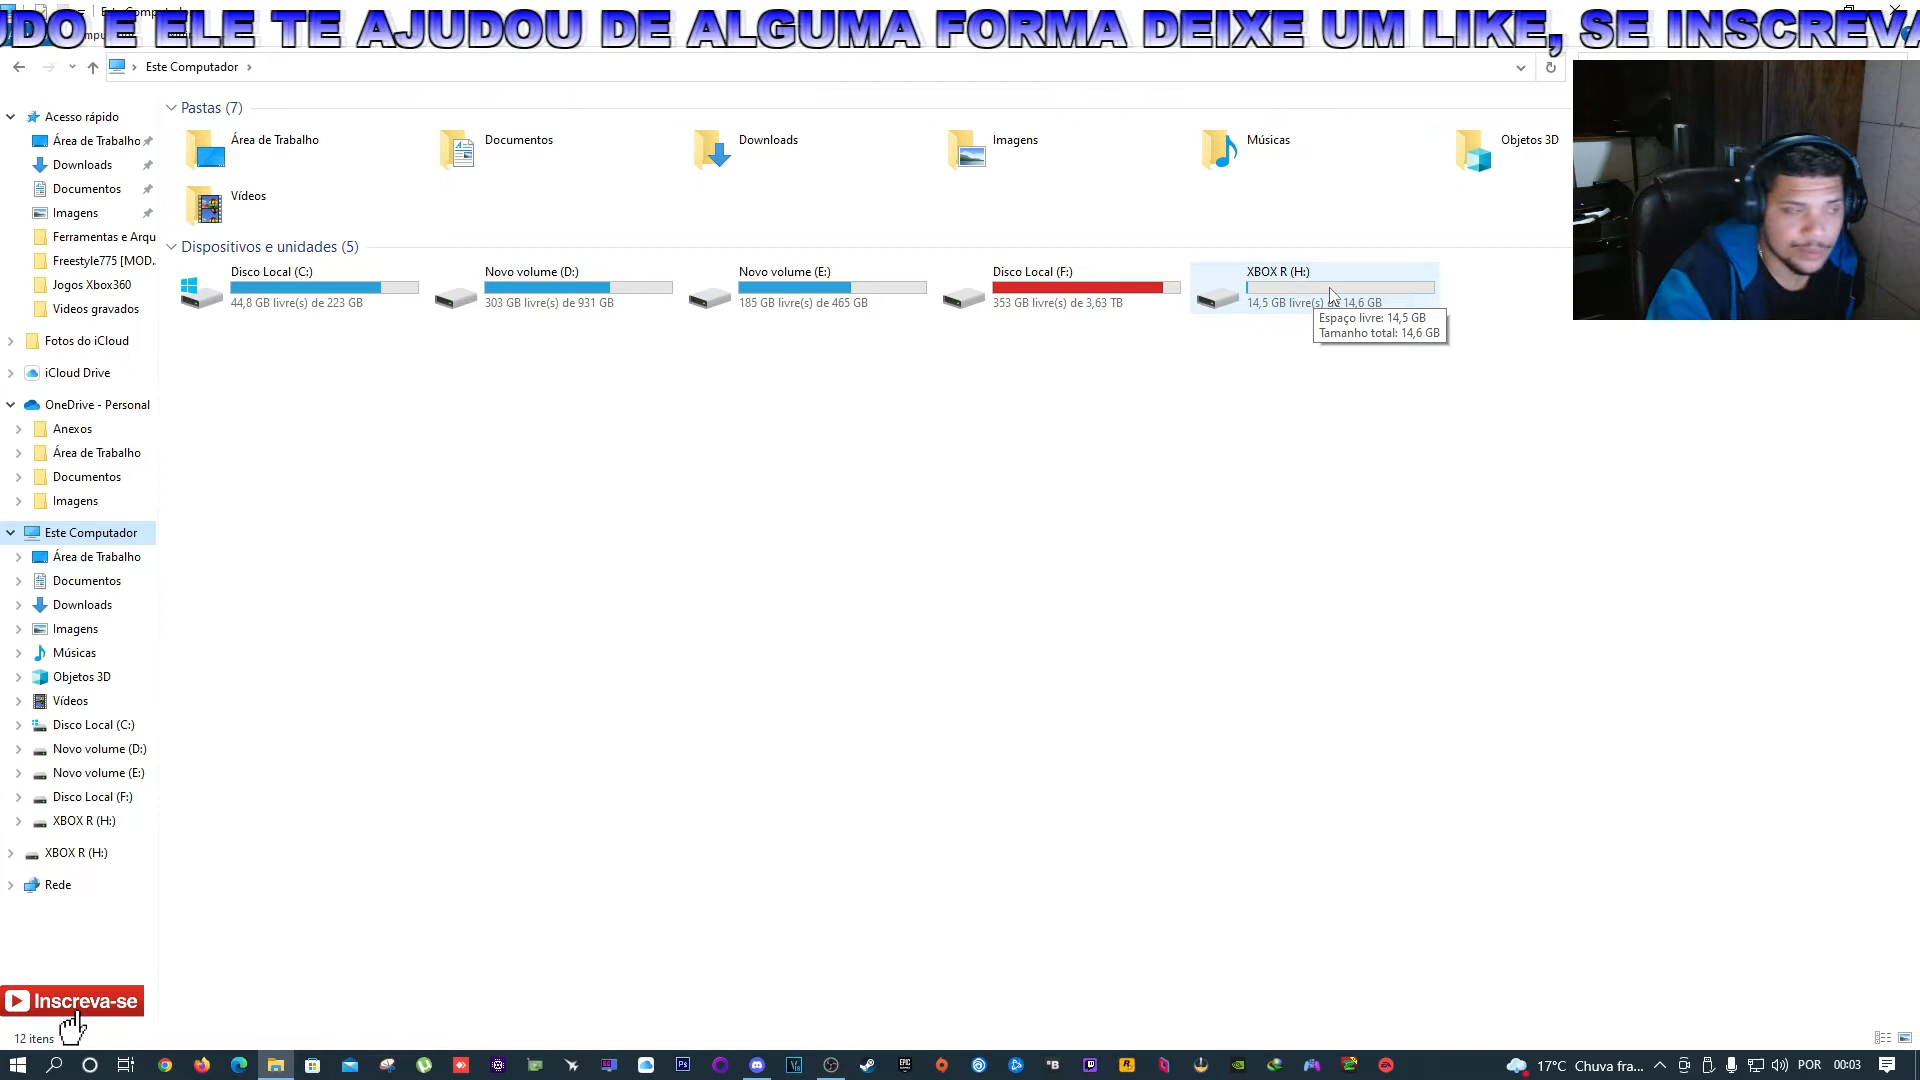 DO E ELE TE AJUDOU DE ALGUMA FORMA DEIXE UM LIKE, SE INSCREVA
Este Computador
Pastas (7)
Acesso rápido
Área de Trabalho
Downloads
Documentos
Imagens
Ferramentas e Arqu
Freestyle775 [MOD..
Jogos Xbox360
Videos gravados
Fotos do iCloud
iCloud Drive
OneDrive - Personal
Anexos
Área de Trabalho
Documentos
Imagens
Este Computador
Área de Trabalho
Documentos
Downloads
Imagens
Músicas
Objetos 3D
Vídeos
Disco Local (C:)
Novo volume (D:)
Novo volume (E:)
Disco Local (F:)
XBOX R (H:)
XBOX R (H:)
Rede
Área de Trabalho
Documentos
Downloads
Imagens
Músicas
Objetos 3D
Vídeos
Dispositivos e unidades (5)
Disco Local (C:)
44,8 GB livre(s) de 223 GB
Novo volume (D:)
303 GB livre(s) de 931 GB
Novo volume (E:)
185 GB livre(s) de 465 GB
Disco Local (F:)
353 GB livre(s) de 3,63 TB
XBOX R (H:)
14,5 GB livre(s) de 14,6 GB
Espaço livre: 14,5 GB
Tamanho total: 14,6 GB
Inscreva-se
12 itens
17°C Chuva fra...
POR
00:03